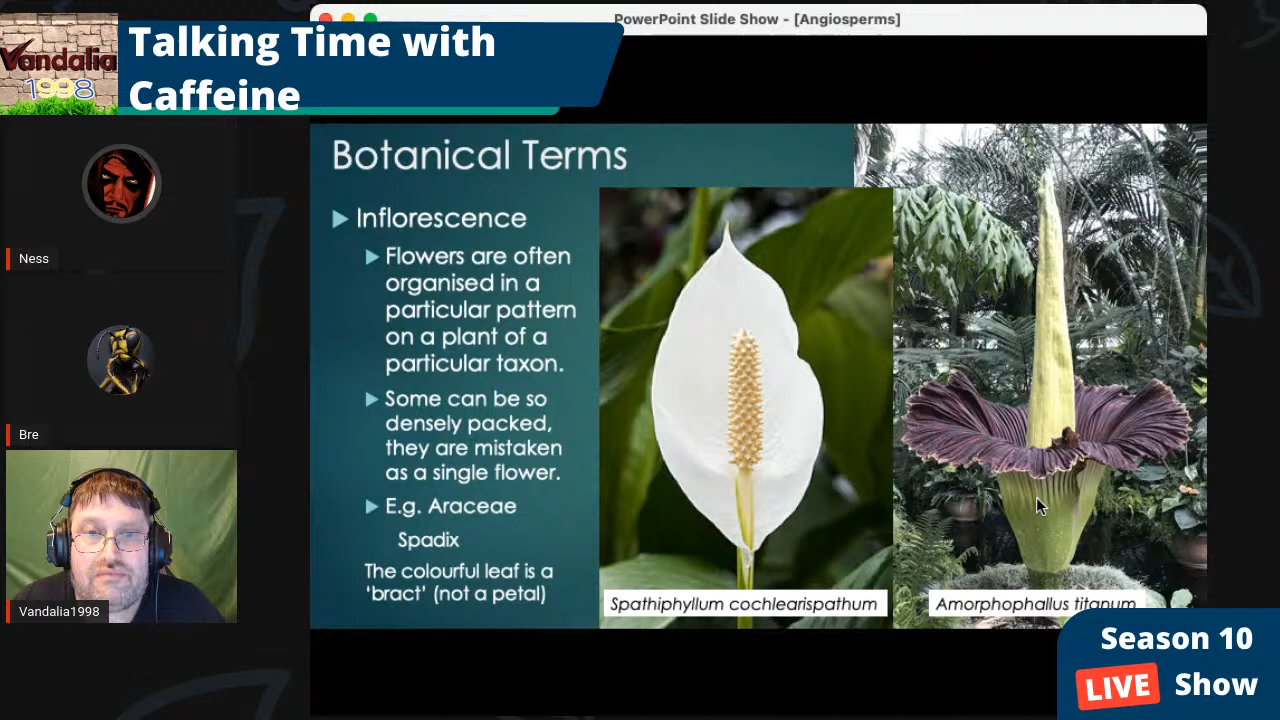 PowerPoint Slide Show - [Angiosperms]
Vandalia
1998
Talking Time with
Caffeine
Ness
Bre
Vandalia1998
Botanical Terms
Inflorescence
Flowers are often
organised in a
particular pattern
on a plant of a
particular taxon.
Some can be so
densely packed,
they are mistaken
as a single flower.
E.g. Araceae
Spadix
The colourful leaf is a
'bract' (not a petal)
Spathiphyllum cochlearispathum
Amorphophallus titanum
Season 10
LIVE Show